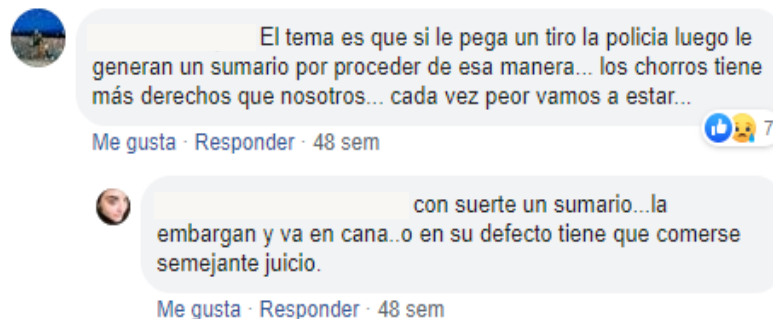 El tema es que si le pega un tiro la policia luego le
generan un sumario por proceder de esa manera... los chorros tiene
más derechos que nosotros... cada vez peor vamos a estar...
7
Me gusta · Responder · 48 sem
con suerte un sumario...la
embargan y va en cana..o en su defecto tiene que comerse
semejante juicio.
Me gusta · Responder · 48 sem